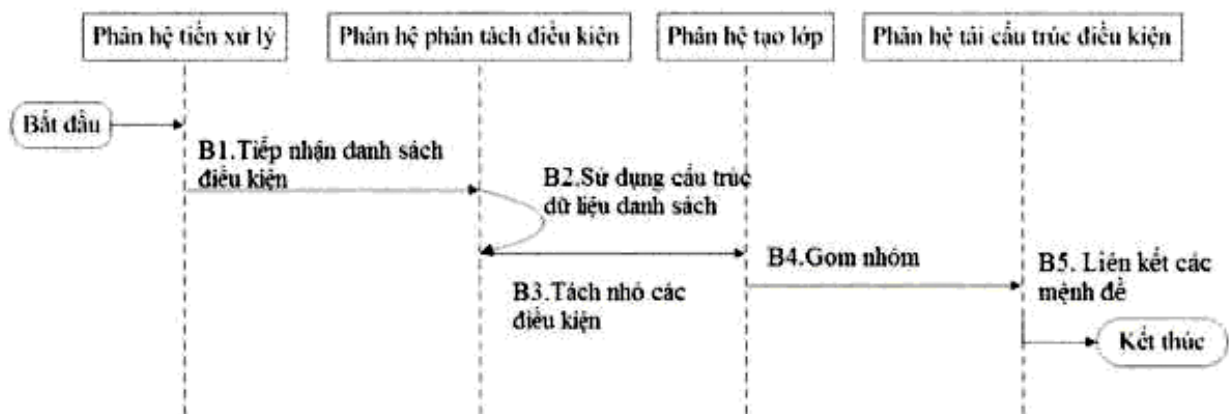 Phân hệ tiền xử lý
Phân hệ phân tách điều kiện
Phân hệ tạo lớp
Phân hệ tái cấu trúc điều kiện
Bắt đầu
B1.Tiếp nhận danh sách
điều kiện
B2.Sử dụng cấu trúc
dữ liệu danh sách
B3.Tách nhỏ các
điều kiện
B4.Gom nhóm
B5. Liên kết các
mệnh đề
Kết thúc